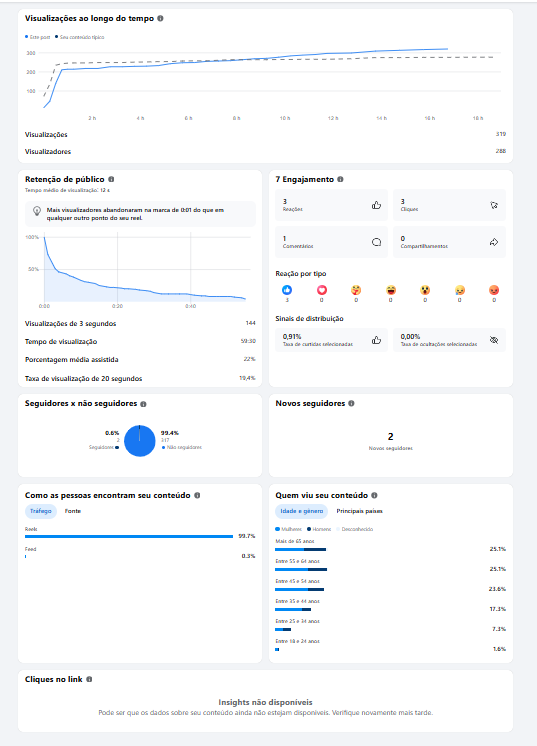 Visualizações ao longo do tempo
Este post
Seu conteúdo típico
300
200
100
2 h
4 h
6 h
8 h
10 h
12 h
14 h
16 h
18 h
Visualizações 319
Visualizadores 288
Retenção de público
Tempo médio de visualização: 12 s
Mais visualizadores abandonaram na marca de 0:01 do que em
qualquer outro ponto do seu reel.
100%
50%
0:00
0:20
0:40
Visualizações de 3 segundos 144
Tempo de visualização 59:30
Porcentagem média assistida 22%
Taxa de visualização de 20 segundos 19,4%
7 Engajamento
3
Reações
3
Cliques
1
Comentários
0
Compartilhamentos
Reação por tipo
3 0 0 0 0 0 0
Sinais de distribuição
0,91%
Taxa de curtidas selecionadas
0,00%
Taxa de ocultações selecionadas
Seguidores x não seguidores
0.6%
2
Seguidores
99.4%
317
Não seguidores
Novos seguidores
2
Novos seguidores
Como as pessoas encontram seu conteúdo
Tráfego Fonte
Reels
99.7%
Feed
0.3%
Quem viu seu conteúdo
Idade e gênero Principais países
Mulheres Homens Desconhecido
Mais de 65 anos
25.1%
Entre 55 e 64 anos
25.1%
Entre 45 e 54 anos
23.6%
Entre 35 e 44 anos
17.3%
Entre 25 e 34 anos
7.3%
Entre 18 e 24 anos
1.6%
Cliques no link
Insights não disponíveis
Pode ser que os dados sobre seu conteúdo ainda não estejam disponíveis. Verifique novamente mais tarde.